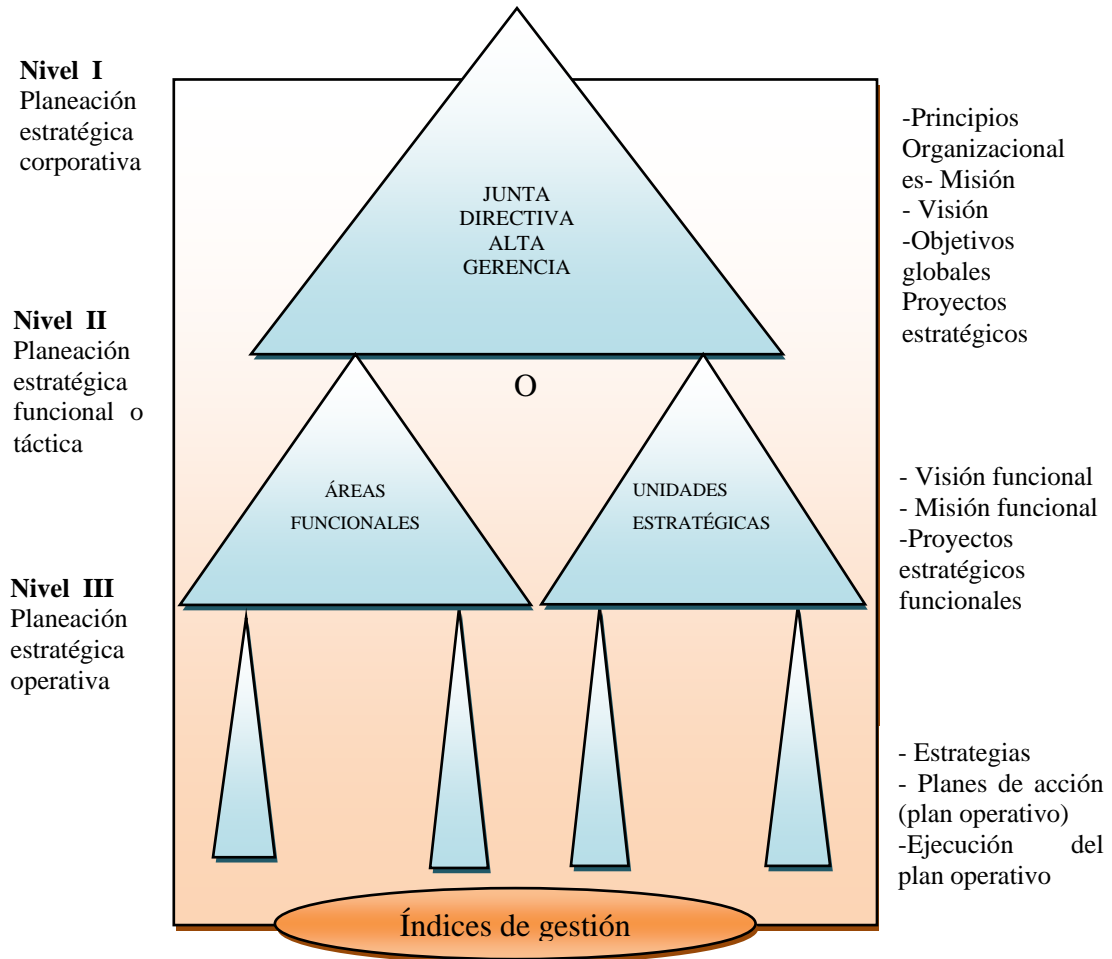 Nivel I
Planeación
estratégica
corporativa
JUNTA
DIRECTIVA
ALTA
GERENCIA
-Principios
Organizacional
es- Misión
- Visión
-Objetivos
globales
Proyectos
estratégicos
Nivel II
Planeación
estratégica
funcional o
táctica
O
ÁREAS
FUNCIONALES
UNIDADES
ESTRATÉGICAS
- Visión funcional
- Misión funcional
-Proyectos
estratégicos
funcionales
Nivel III
Planeación
estratégica
operativa
- Estrategias
- Planes de acción
(plan operativo)
-Ejecución del
plan operativo
Índices de gestión